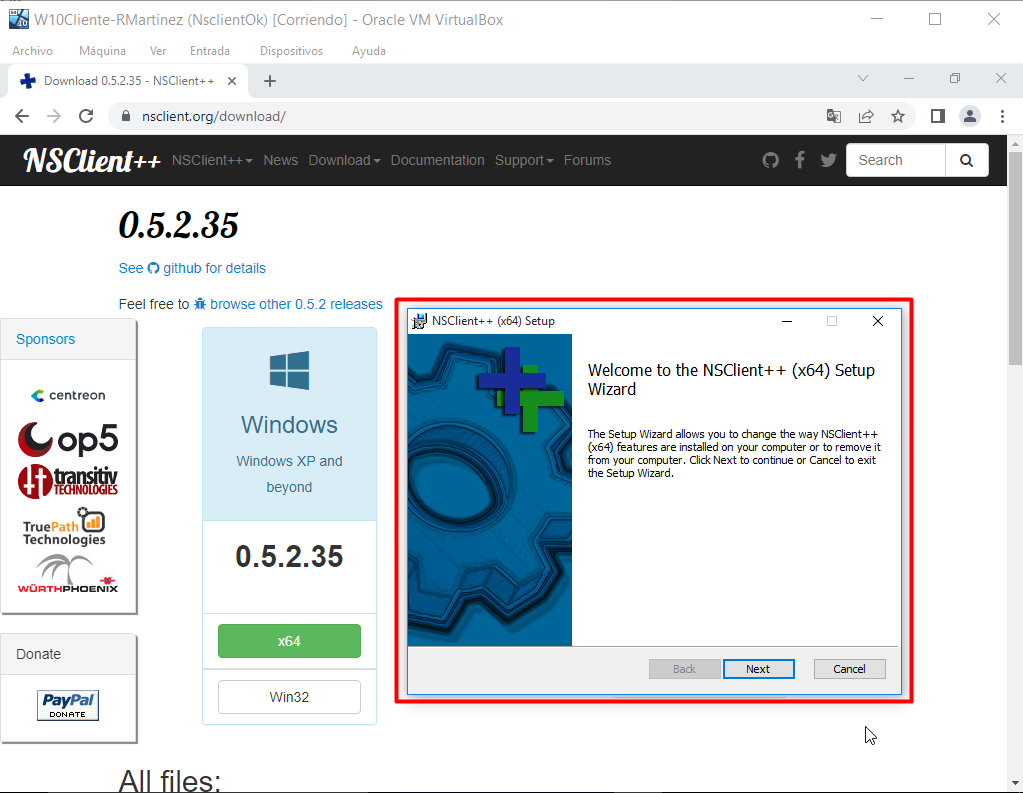 W10Cliente-RMartinez (NsclientOk) [Corriendo] - Oracle VM VirtualBox
Archivo Máquina Ver Entrada Dispositivos Ayuda
Download 0.5.2.35 - NSClient++
nsclient.org/download/
NSClient++ NSClient++ News Download Documentation Support Forums Search
0.5.2.35
See github for details
Feel free to browse other 0.5.2 releases
Sponsors
centreon
op5
transitiv
TECHNOLOGIES
TruePath
Technologies
WÜRTHPHOENIX
Donate
PayPal
DONATE
Windows
Windows XP and
beyond
0.5.2.35
x64
Win32
NSClient++ (x64) Setup
Welcome to the NSClient++ (x64) Setup
Wizard
The Setup Wizard allows you to change the way NSClient++
(x64) features are installed on your computer or to remove it
from your computer. Click Next to continue or Cancel to exit
the Setup Wizard.
Back Next Cancel
All files: